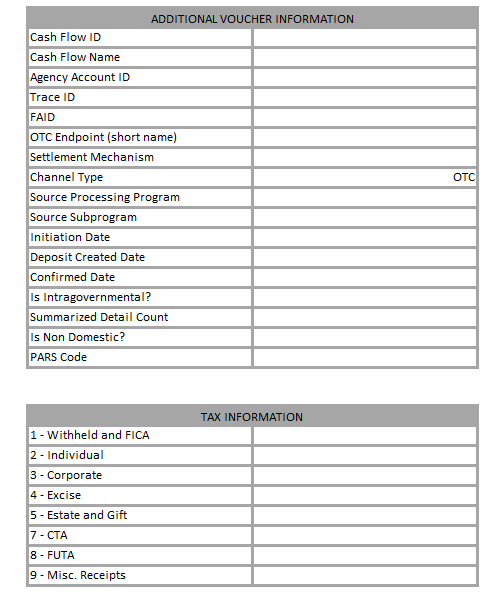 ADDITIONAL VOUCHER INFORMATION
Cash Flow ID
Cash Flow Name
Agency Account ID
Trace ID
FAID
OTC Endpoint (short name)
Settlement Mechanism
Channel Type OTC
Source Processing Program
Source Subprogram
Initiation Date
Deposit Created Date
Confirmed Date
Is Intragovernmental?
Summarized Detail Count
Is Non Domestic?
PARS Code
TAX INFORMATION
1 - Withheld and FICA
2 - Individual
3 - Corporate
4 - Excise
5 - Estate and Gift
7 - CTA
8 - FUTA
9 - Misc. Receipts